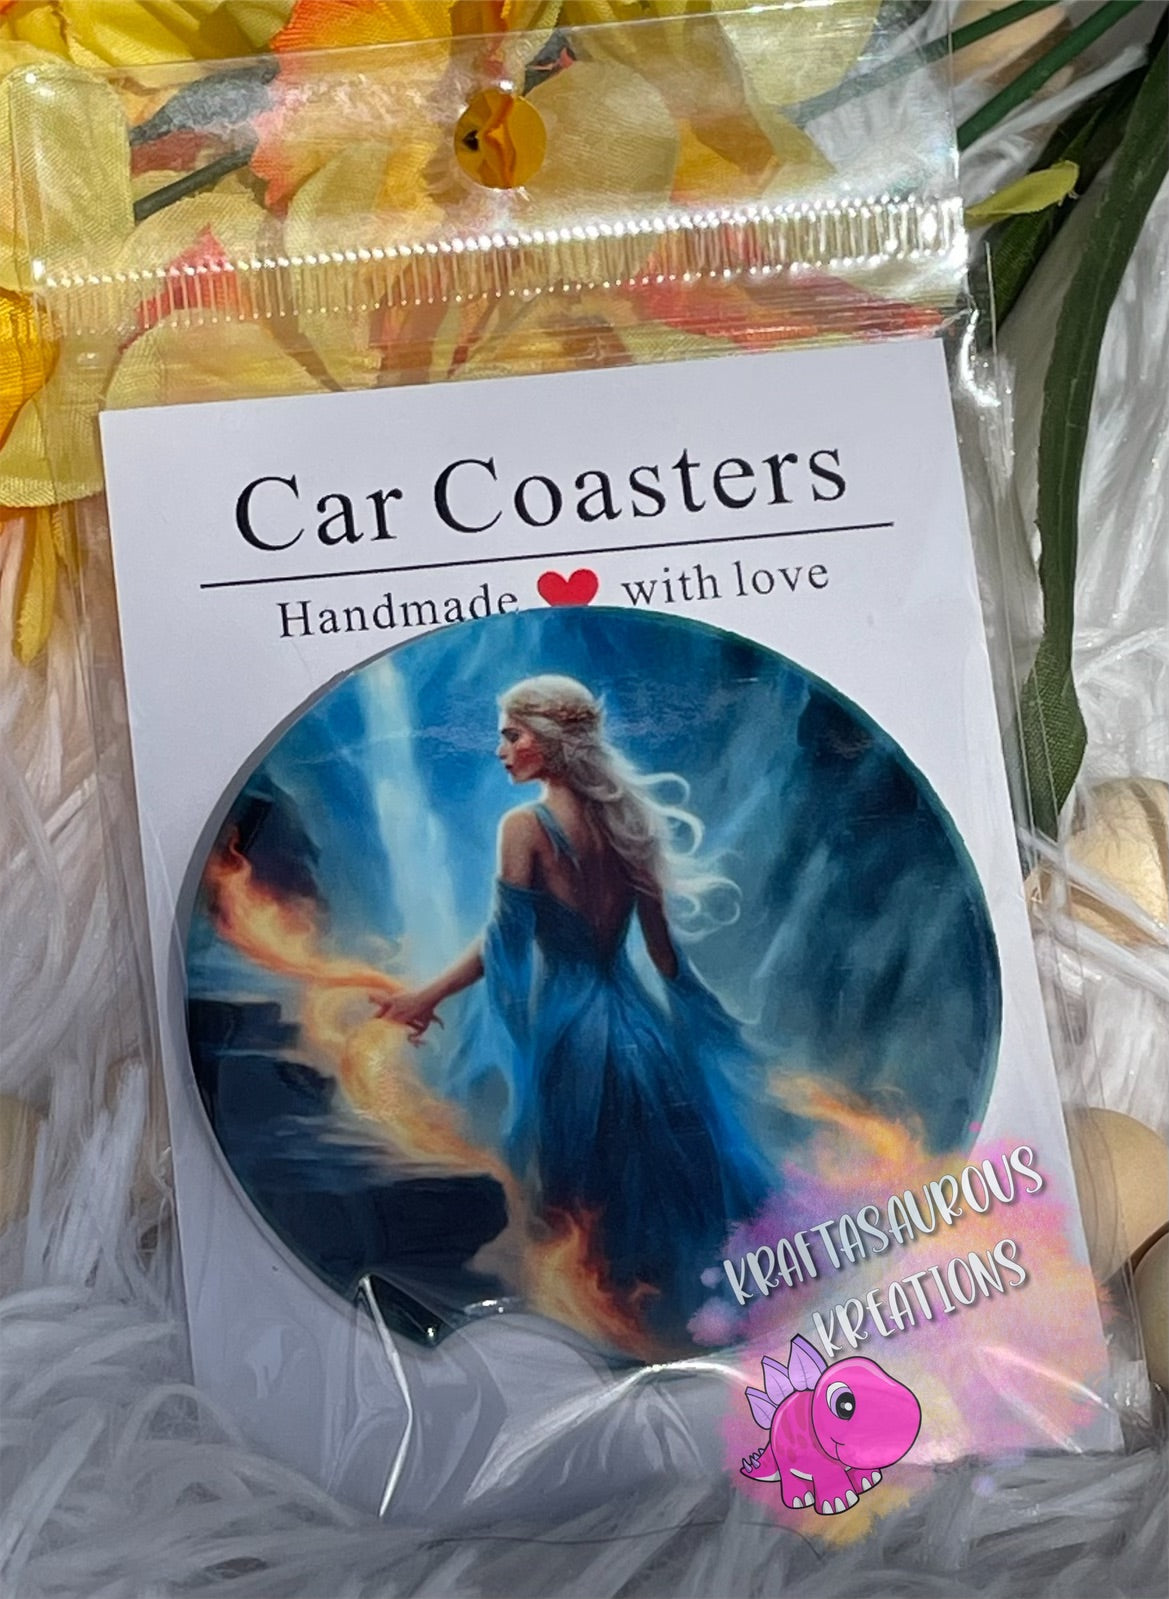 Car Coasters
Handmade ❤ with love
KRAFTASAUROUS
KREATIONS